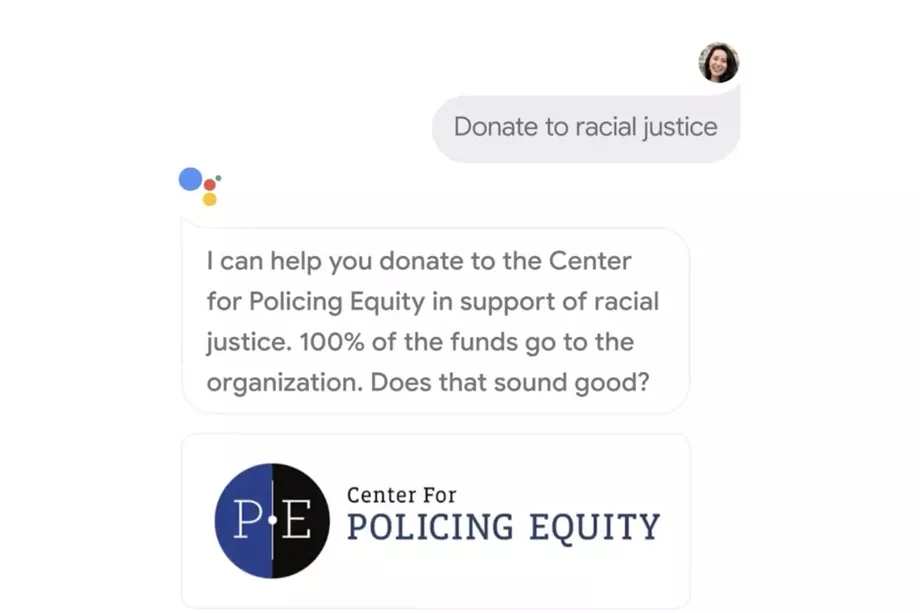 Donate to racial justice
I can help you donate to the Center
for Policing Equity in support of racial
justice. 100% of the funds go to the
organization. Does that sound good?
P E
Center For
POLICING EQUITY